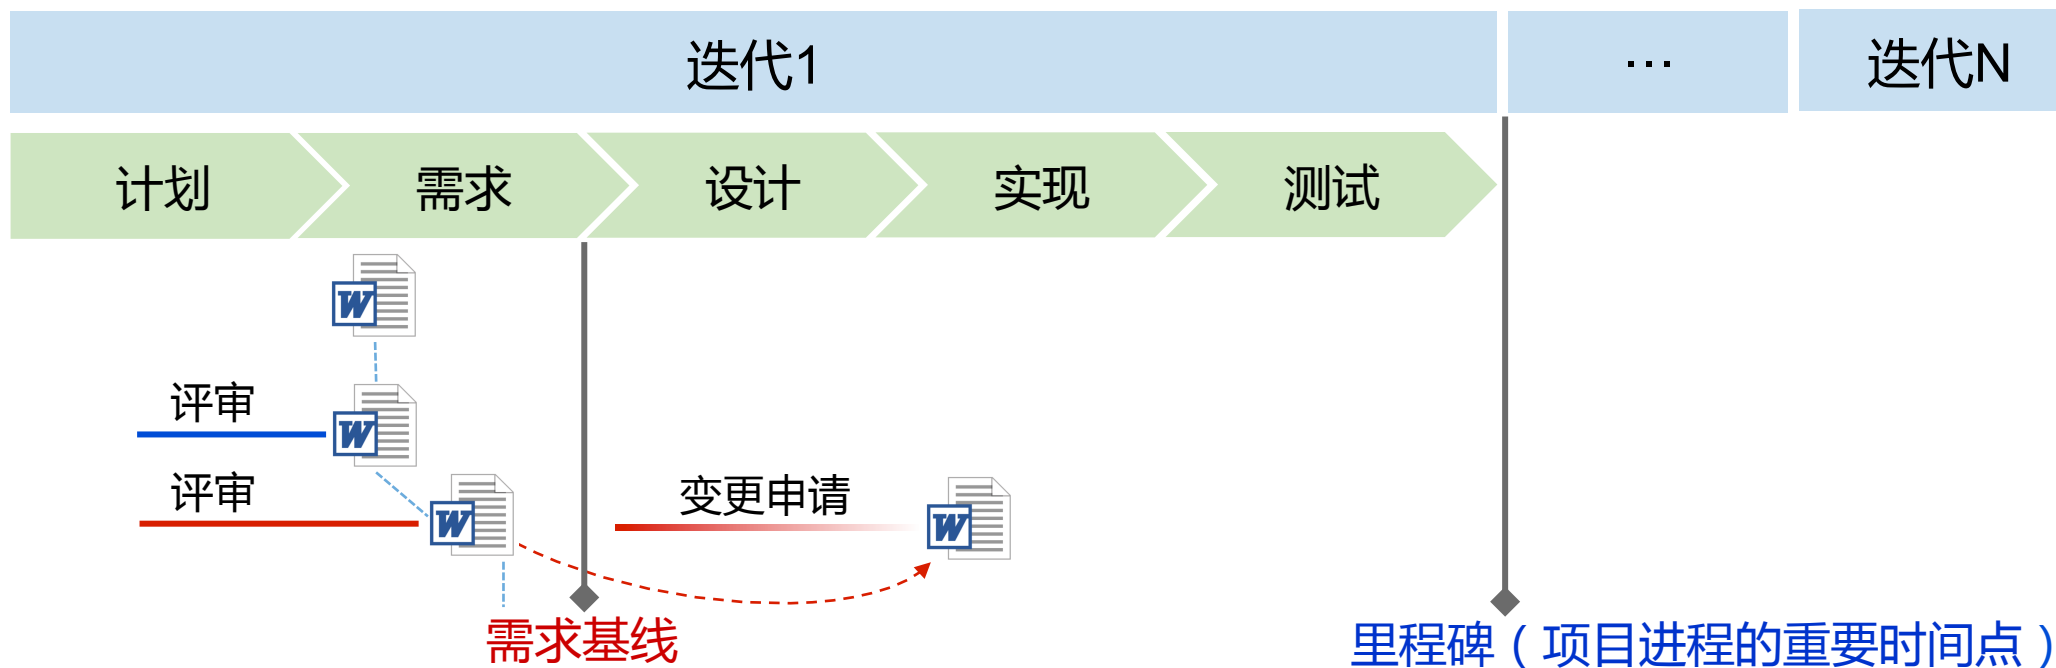 迭代1
…
迭代N
计划
需求
设计
实现
测试
W
W
评审
评审
W
变更申请
W
需求基线
里程碑（项目进程的重要时间点）